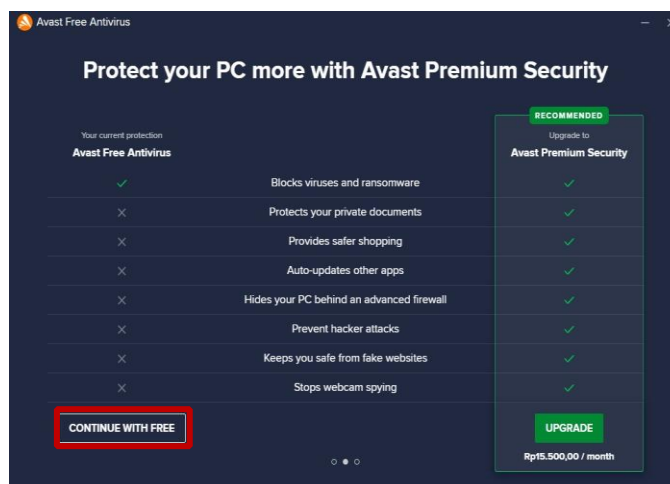 Avast Free Antivirus
Protect your PC more with Avast Premium Security
RECOMMENDED
Your current protection
Upgrade to
Avast Free Antivirus
Avast Premium Security
Blocks viruses and ransomware
Protects your private documents
Provides safer shopping
Auto-updates other apps
Hides your PC behind an advanced firewall
Prevent hacker attacks
Keeps you safe from fake websites
Stops webcam spying
CONTINUE WITH FREE
UPGRADE
Rp15.500,00 / month